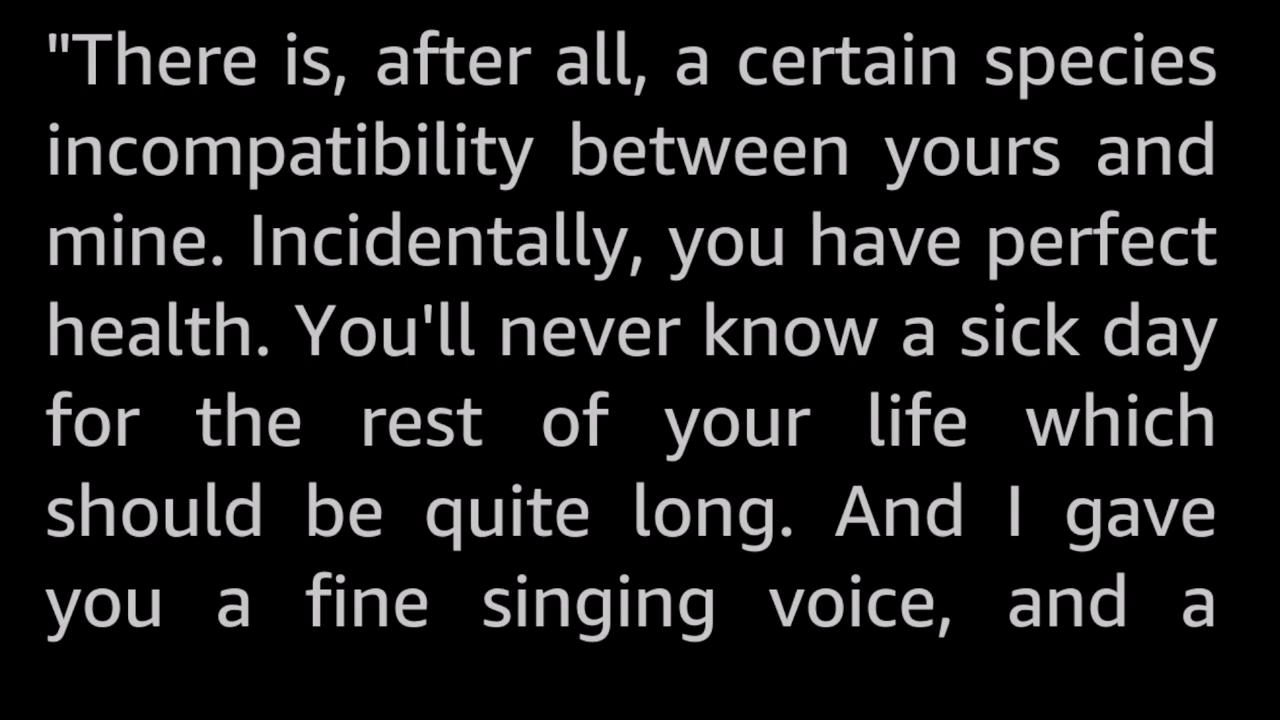 "There is, after all, a certain species
incompatibility between yours and
mine. Incidentally, you have perfect
health. You'll never know a sick day
for the rest of your life which
should be quite long. And I gave
you a fine singing voice, and a